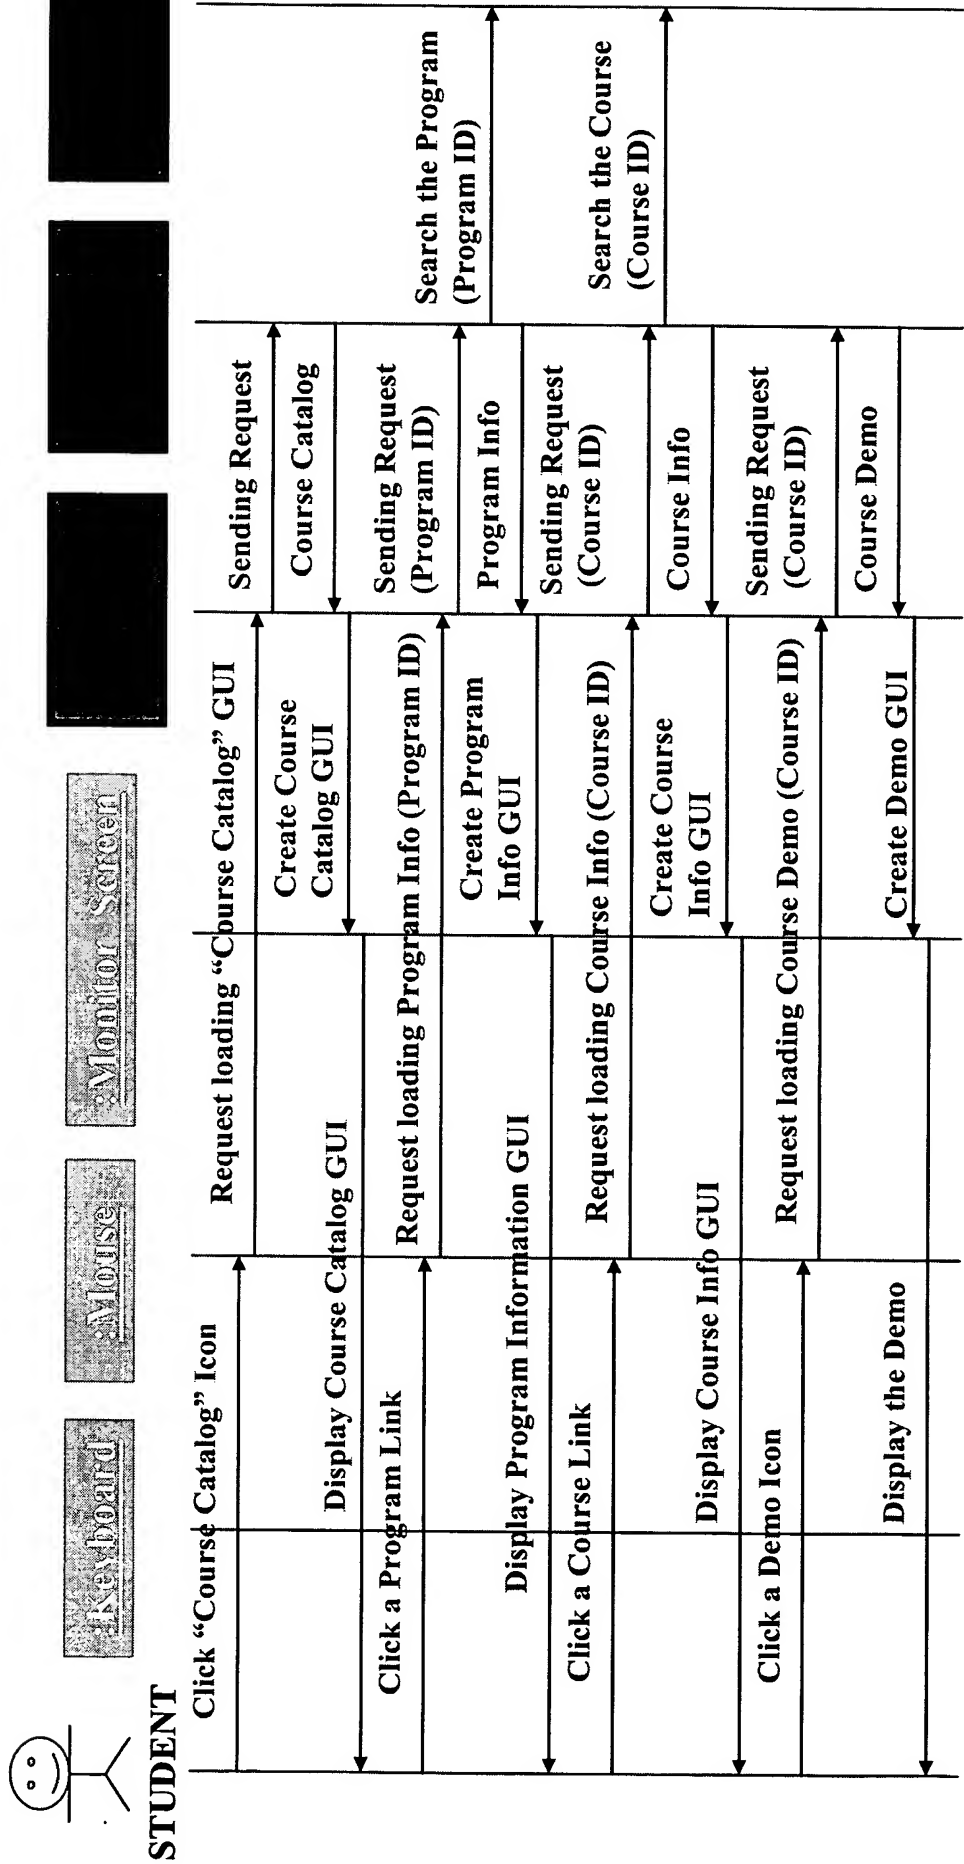 STUDENT
Keyboard
:Mouse
:Monitor Screen
Click “Course Catalog” Icon
Request loading “Course Catalog” GUI
Sending Request
Course Catalog
Create Course
Catalog GUI
Display Course Catalog GUI
Click a Program Link
Request loading Program Info (Program ID)
Sending Request
(Program ID)
Search the Program
(Program ID)
Program Info
Create Program
Info GUI
Display Program Information GUI
Click a Course Link
Request loading Course Info (Course ID)
Sending Request
(Course ID)
Search the Course
(Course ID)
Course Info
Create Course
Info GUI
Display Course Info GUI
Click a Demo Icon
Request loading Course Demo (Course ID)
Sending Request
(Course ID)
Course Demo
Create Demo GUI
Display the Demo